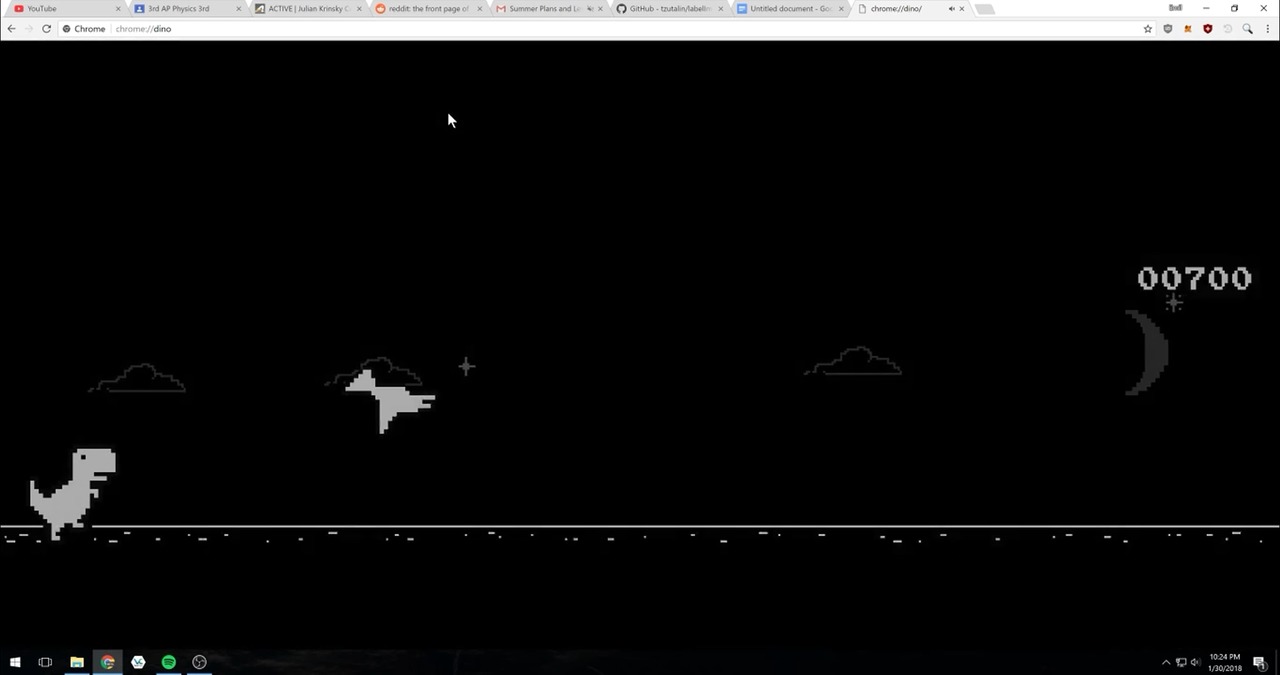 YouTube
3rd AP Physics 3rd
ACTIVE | Julian Krinsky C
reddit: the front page of
Summer Plans and Le
GitHub - tzutalin/labelIm
Untitled document - Goo
chrome://dino/
Chrome
chrome://dino
00700
10:24 PM
1/30/2018